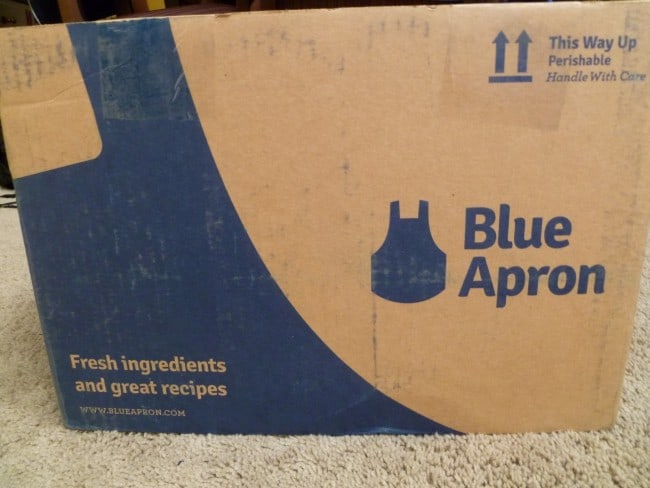 This Way Up
Perishable
Handle With Care
Blue
Apron
Fresh ingredients
and great recipes
WWW.BLUEAPRON.COM